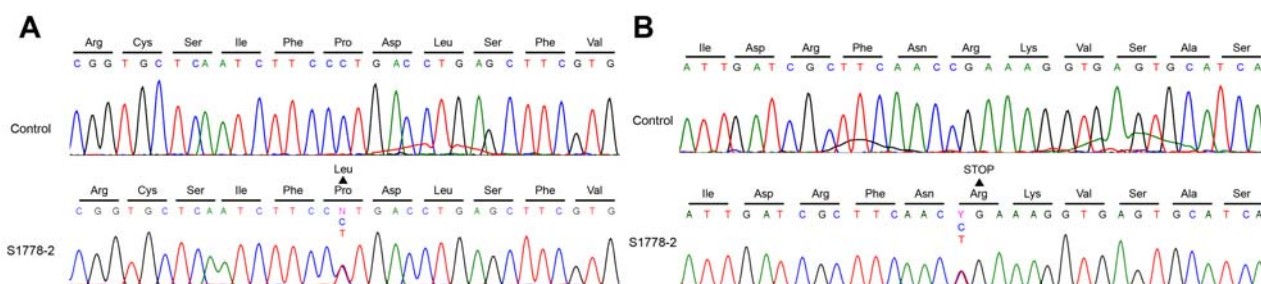 A
Arg Cys Ser Ile Phe Pro Asp Leu Ser Phe Val
C G G T G C T C A A T C T T C C C T G A C C T G A G C T T C G T G
Control
Leu
Arg Cys Ser Ile Phe Pro Asp Leu Ser Phe Val
C G G T G C T C A A T C T T C C N T G A C C T G A G C T T C G T G
C
T
S1778-2
B
Ile Asp Arg Phe Asn Arg Lys Val Ser Ala Ser
A T T G A T C G C T T C A A C C G A A A G G T G A G T G C A T C A
Control
STOP
Ile Asp Arg Phe Asn Arg Lys Val Ser Ala Ser
A T T G A T C G C T T C A A C Y G A A A G G T G A G T G C A T C A
C
T
S1778-2